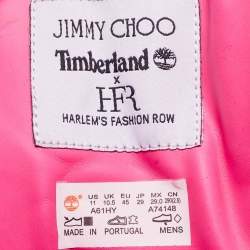 JIMMY CHOO
Timberland
x
HFR
HARLEM'S FASHION ROW
US UK EU JP MX CN
11 10.5 45 29 29.0 290(2.5)
A61HY A74148
MADE IN PORTUGAL MENS